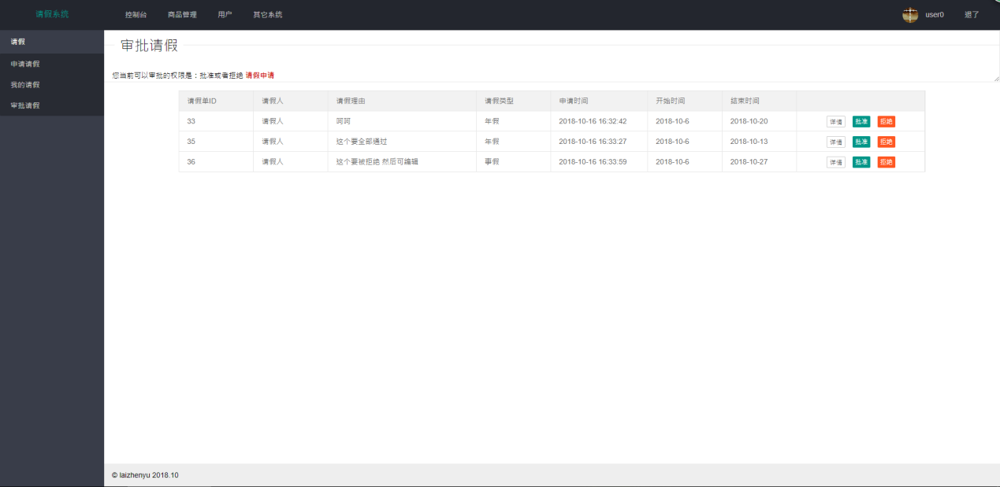 请假系统 控制台 商品管理 用户 其它系统 user0 退了
请假
申请请假
我的请假
审批请假
审批请假
您当前可以审批的权限是：批准或者拒绝 请假申请
请假单ID 请假人 请假理由 请假类型 申请时间 开始时间 结束时间
33 请假人 呵呵 年假 2018-10-16 16:32:42 2018-10-6 2018-10-20 详情 批准 拒绝
35 请假人 这个要全部通过 年假 2018-10-16 16:33:27 2018-10-6 2018-10-13 详情 批准 拒绝
36 请假人 这个要被拒绝 然后可编辑 事假 2018-10-16 16:33:59 2018-10-6 2018-10-27 详情 批准 拒绝
© laizhenyu 2018.10